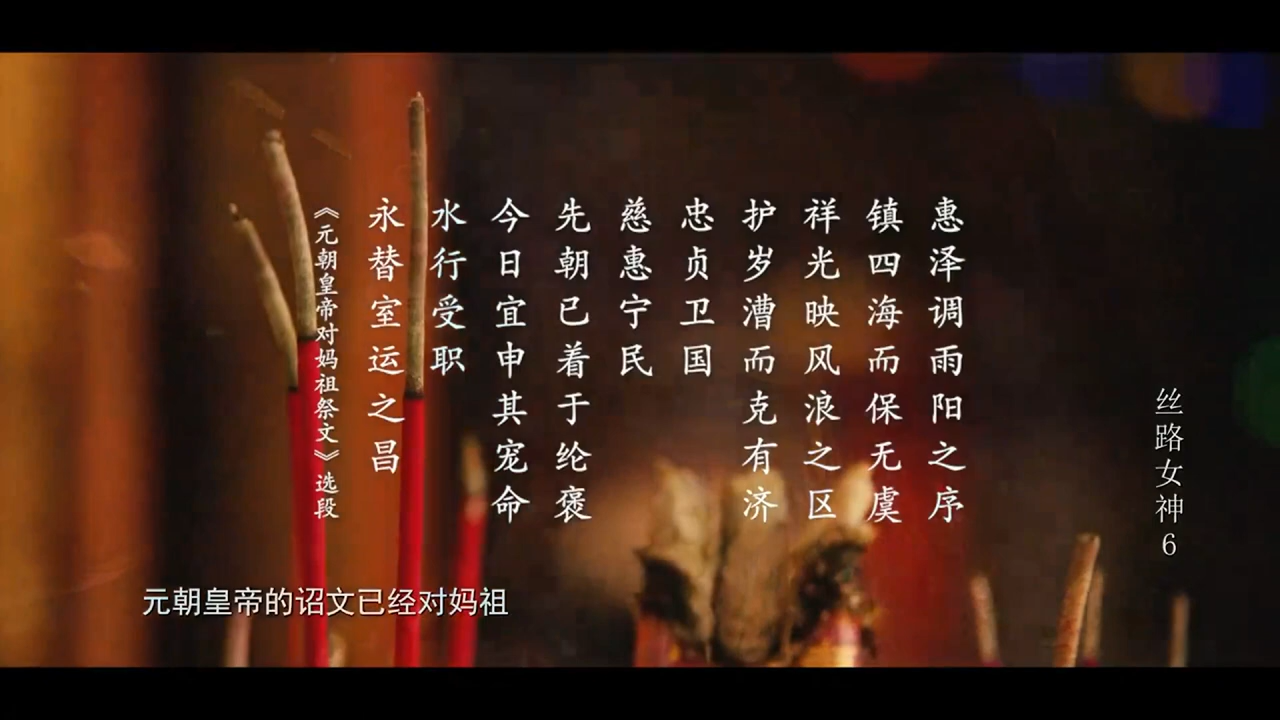 惠泽调雨阳之序
镇四海而保无虞
祥光映风浪之区
护岁漕而克有济
忠贞卫国
慈惠宁民
先朝已着于纶褒
今日宜申其宠命
水行受职
永替室运之昌
《元朝皇帝对妈祖祭文》选段
丝路女神6
元朝皇帝的诏文已经对妈祖